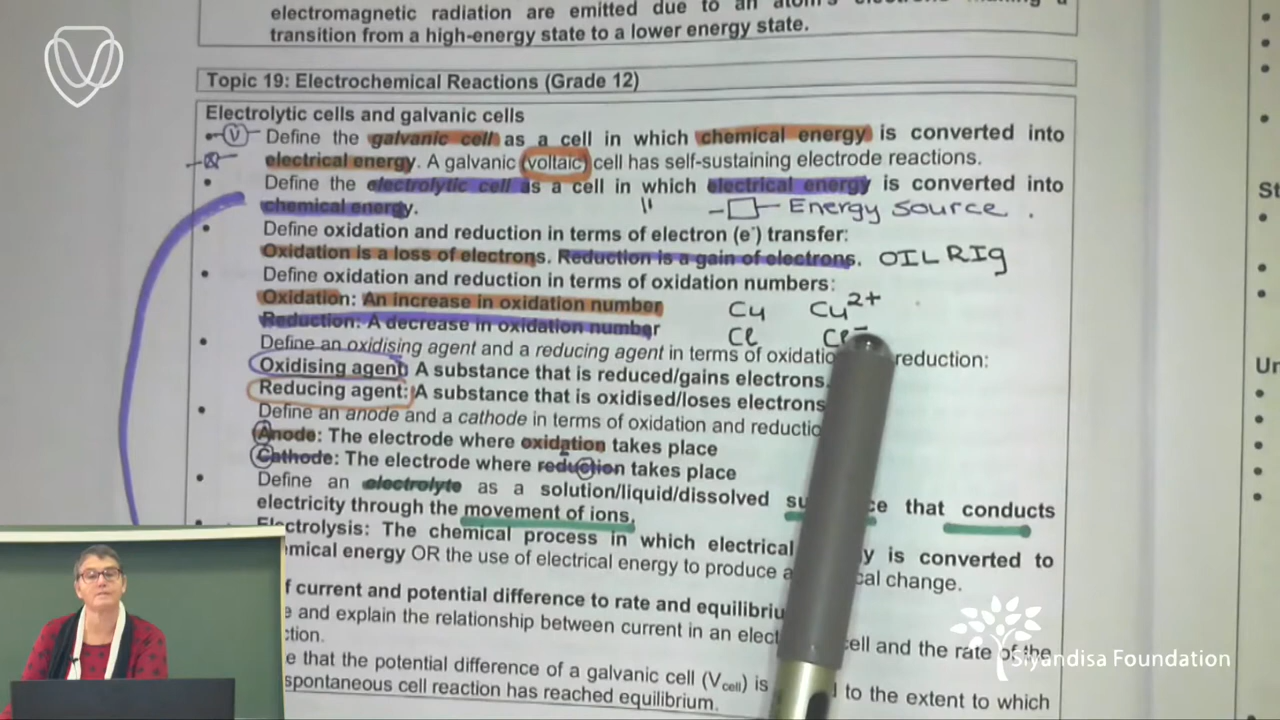 electromagnetic radiation are emitted due to an atom's electrons making a
transition from a high-energy state to a lower energy state.
Topic 19: Electrochemical Reactions (Grade 12)
Electrolytic cells and galvanic cells
• V Define the galvanic cell as a cell in which chemical energy is converted into
electrical energy. A galvanic (voltaic) cell has self-sustaining electrode reactions.
• Define the electrolytic cell as a cell in which electrical energy is converted into
chemical energy. Energy source.
• Define oxidation and reduction in terms of electron (e⁻) transfer:
Oxidation is a loss of electrons. Reduction is a gain of electrons. OILRIG
• Define oxidation and reduction in terms of oxidation numbers:
Oxidation: An increase in oxidation number Cu Cu²⁺
Reduction: A decrease in oxidation number Cl Cl⁻
• Define an oxidising agent and a reducing agent in terms of oxidatio reduction:
Oxidising agent: A substance that is reduced/gains electrons.
Reducing agent: A substance that is oxidised/loses electrons
• Define an anode and a cathode in terms of oxidation and reductio
Anode: The electrode where oxidation takes place
Cathode: The electrode where reduction takes place
• Define an electrolyte as a solution/liquid/dissolved su ce that conducts
electricity through the movement of ions.
Electrolysis: The chemical process in which electrical y is converted to
mical energy OR the use of electrical energy to produce a cal change.
f current and potential difference to rate and equilibriu
e and explain the relationship between current in an elect cell and the rate of the
ction.
e that the potential difference of a galvanic cell (Vcell) is to the extent to which
spontaneous cell reaction has reached equilibrium.
St
Ur
Siyandisa Foundation